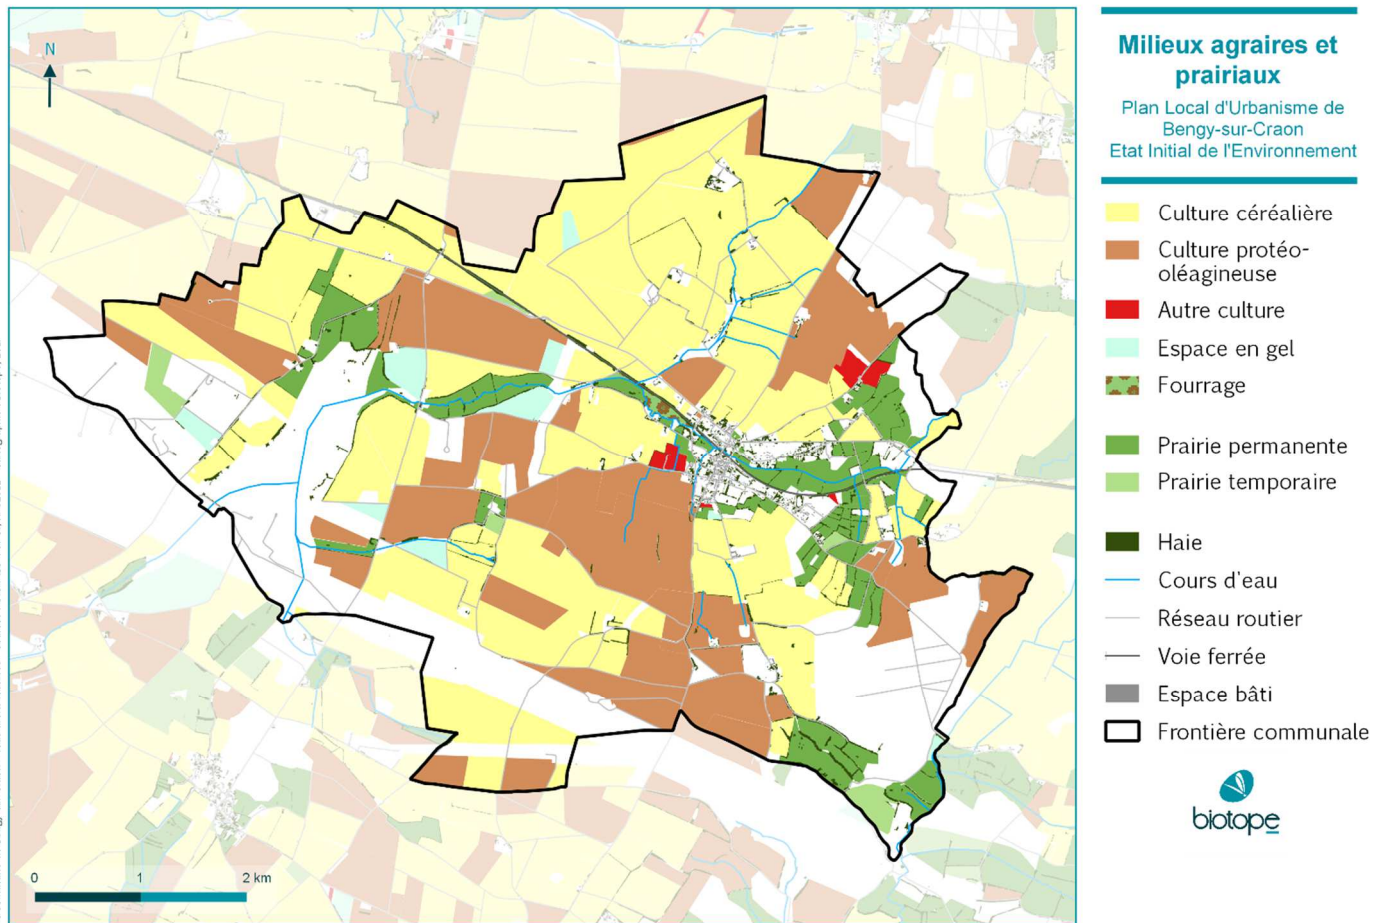 N
0 1 2 km
Milieux agraires et
prairiaux
Plan Local d'Urbanisme de
Bengy-sur-Craon
Etat Initial de l'Environnement
Culture céréalière
Culture protéo-
oléagineuse
Autre culture
Espace en gel
Fourrage
Prairie permanente
Prairie temporaire
Haie
Cours d'eau
Réseau routier
Voie ferrée
Espace bâti
Frontière communale
biotope